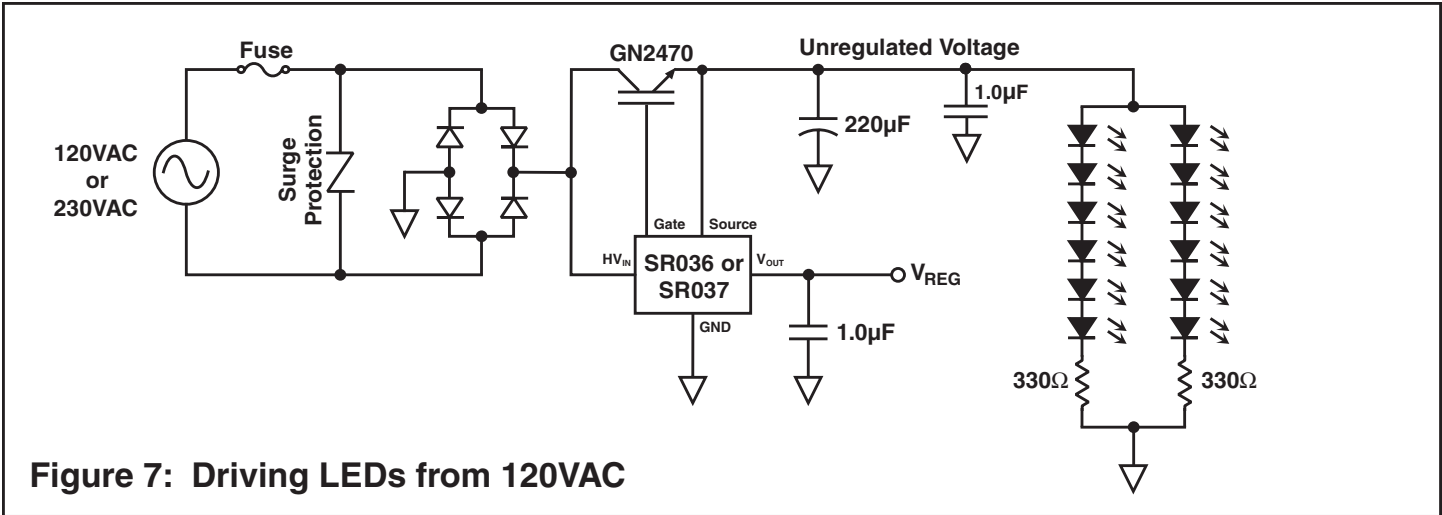 Fuse
GN2470
Unregulated Voltage
1.0µF
220µF
120VAC
or
230VAC
Surge
Protection
Gate
Source
HVIN
SR036 or
SR037
VOUT
VREG
GND
1.0µF
330Ω
330Ω
Figure 7: Driving LEDs from 120VAC